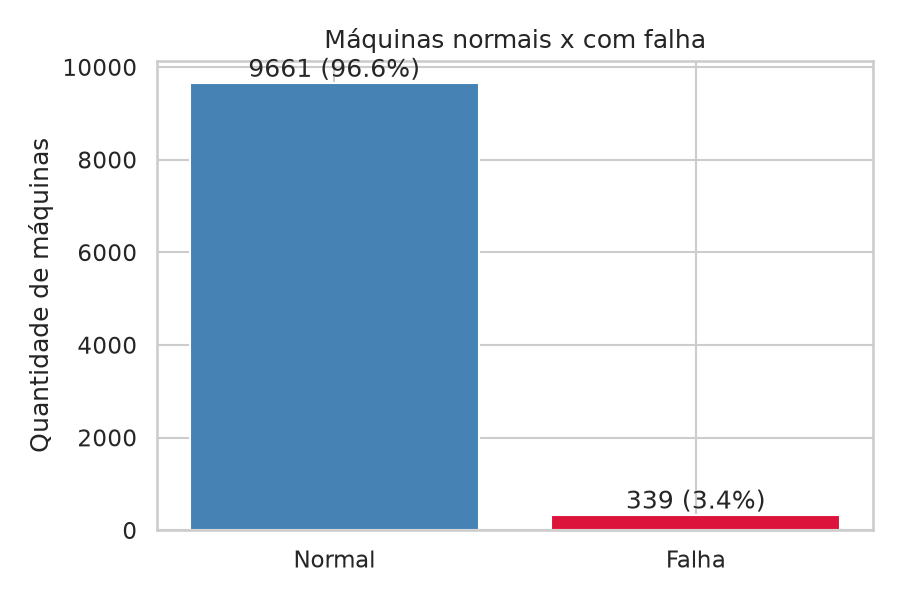 Máquinas normais x com falha
9661 (96.6%)
339 (3.4%)
Quantidade de máquinas
10000
8000
6000
4000
2000
0
Normal
Falha